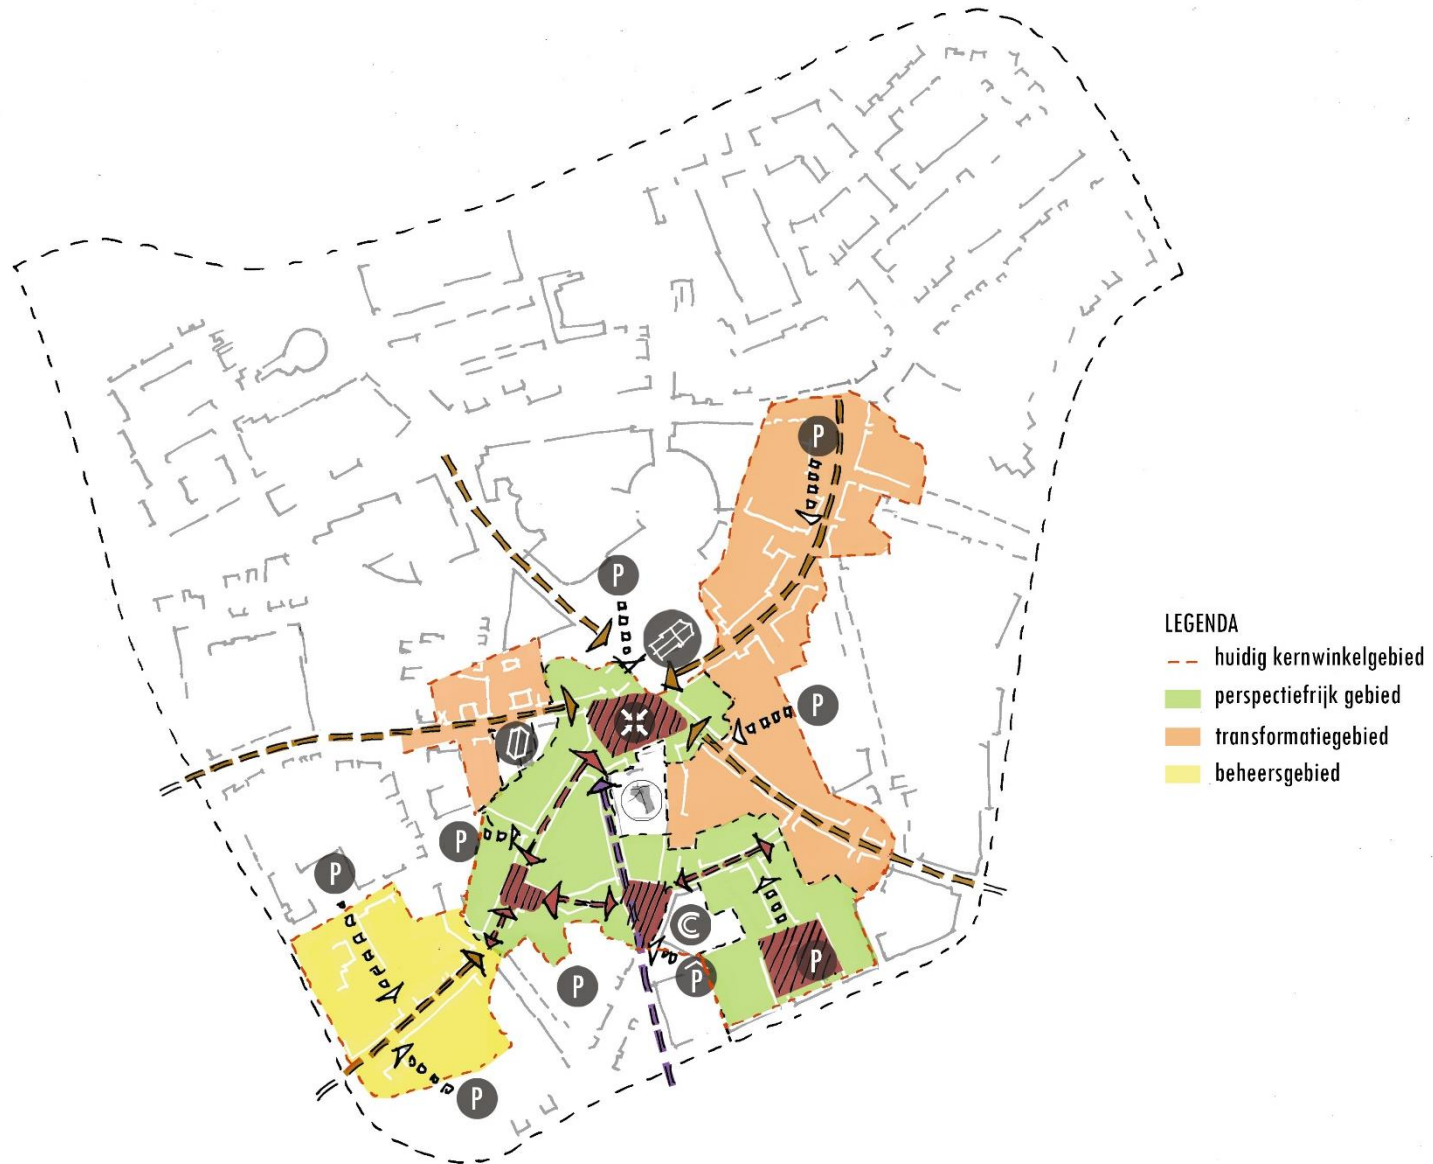 P
P
P
LEGENDA
huidig kernwinkelgebied
perspectiefrijk gebied
transformatiegebied
beheersgebied
P
P
C
P
P
P
P